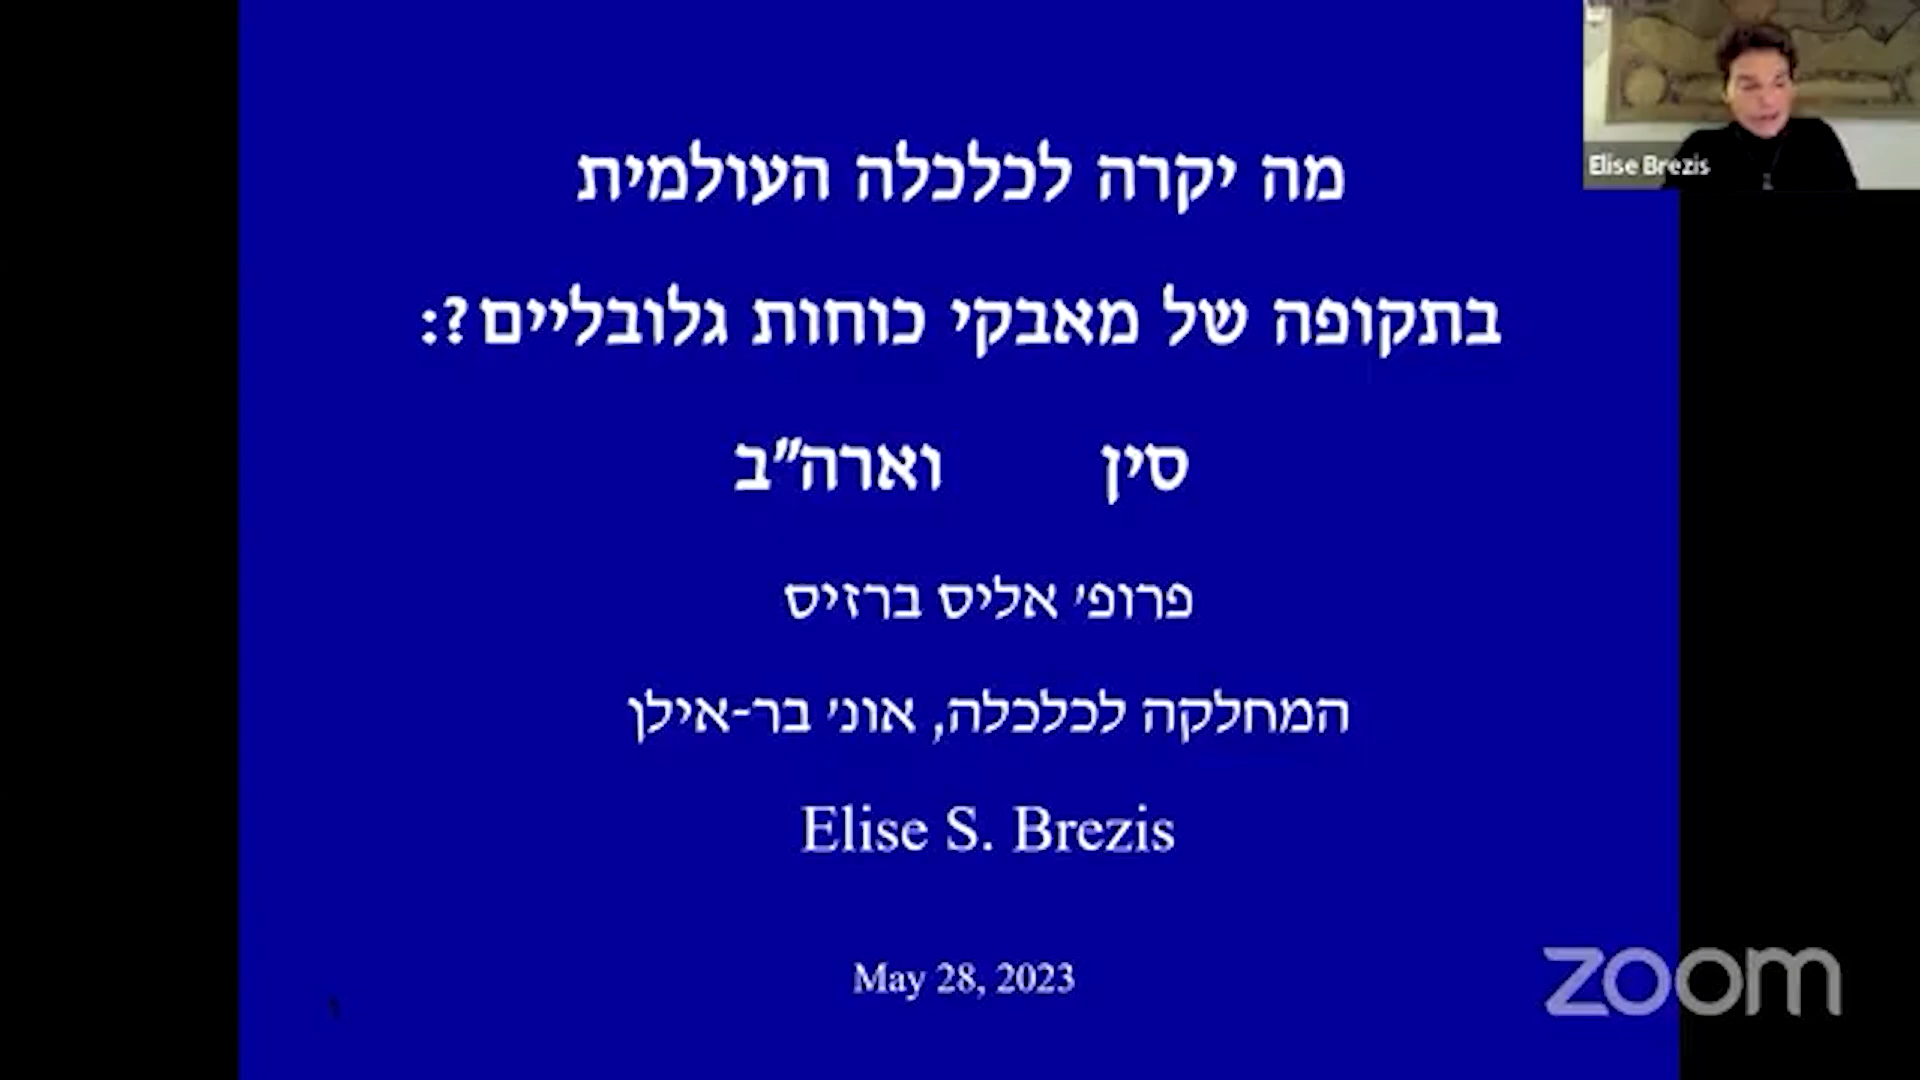 מה יקרה לכלכלה העולמית
בתקופה של מאבקי כוחות גלובליים?:
סין וארה"ב
פרופ' אליס ברזיס
המחלקה לכלכלה, אונ' בר-אילן
Elise S. Brezis
May 28, 2023
Elise Brezis
zoom